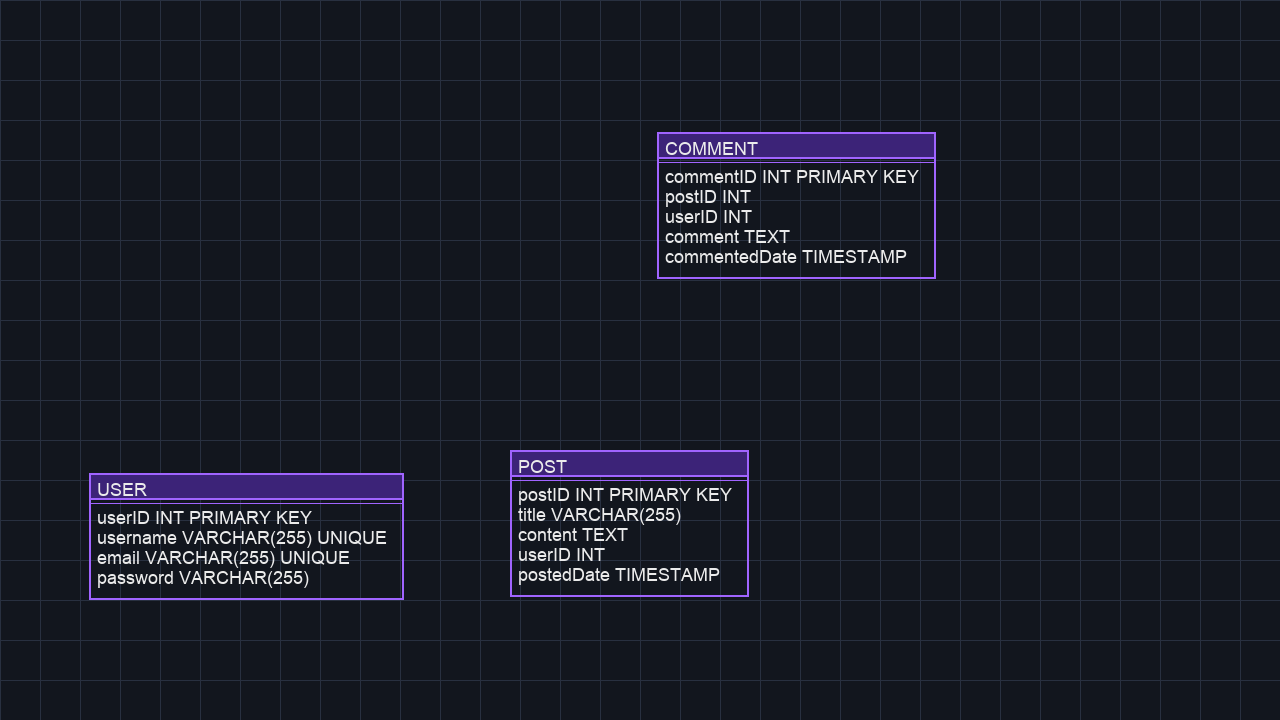 COMMENT
commentID INT PRIMARY KEY
postID INT
userID INT
comment TEXT
commentedDate TIMESTAMP
USER
userID INT PRIMARY KEY
username VARCHAR(255) UNIQUE
email VARCHAR(255) UNIQUE
password VARCHAR(255)
POST
postID INT PRIMARY KEY
title VARCHAR(255)
content TEXT
userID INT
postedDate TIMESTAMP